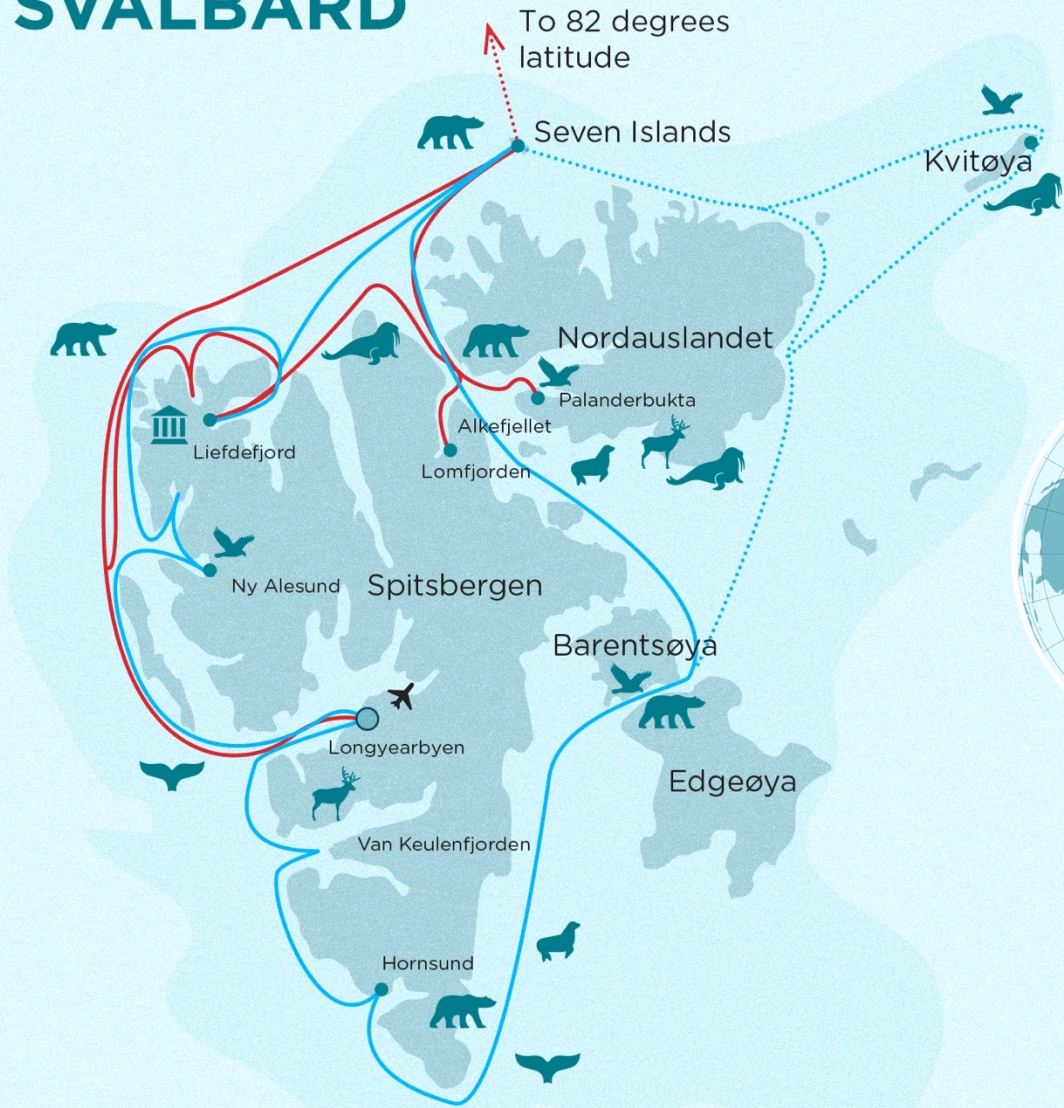 SVALBARD
To 82 degrees
latitude
Seven Islands
Kvitøya
Nordauslandet
Palanderbukta
Alkefjellet
Liefdefjord
Lomfjorden
Ny Alesund
Spitsbergen
Barentsøya
Longyearbyen
Edgeøya
Van Keulenfjorden
Hornsund